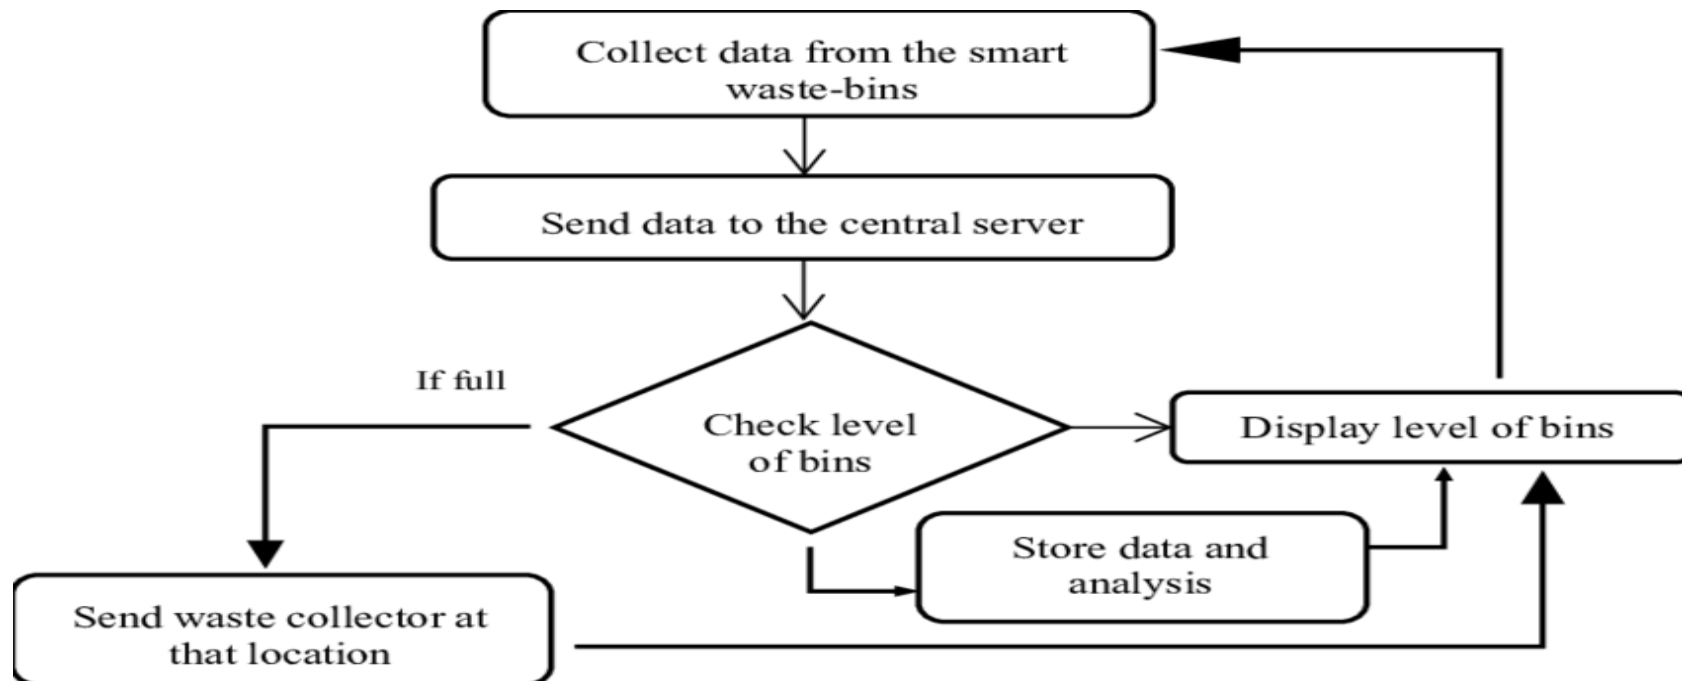 Collect data from the smart
waste-bins
Send data to the central server
If full
Check level
of bins
Display level of bins
Store data and
analysis
Send waste collector at
that location